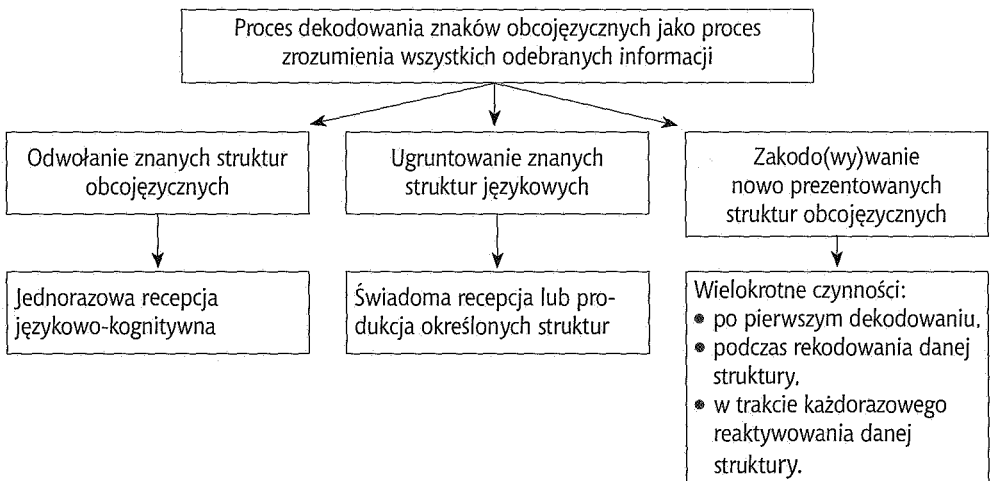 Proces dekodowania znaków obcojęzycznych jako proces
zrozumienia wszystkich odebranych informacji
Odwołanie znanych struktur
obcojęzycznych
Ugruntowanie znanych
struktur językowych
Zakodo(wy)wanie
nowo prezentowanych
struktur obcojęzycznych
Jednorazowa recepcja
językowo-kognitywna
Świadoma recepcja lub pro-
dukcja określonych struktur
Wielokrotne czynności:
• po pierwszym dekodowaniu,
• podczas rekodowania danej
struktury,
• w trakcie każdorazowego
reaktywowania danej
struktury.